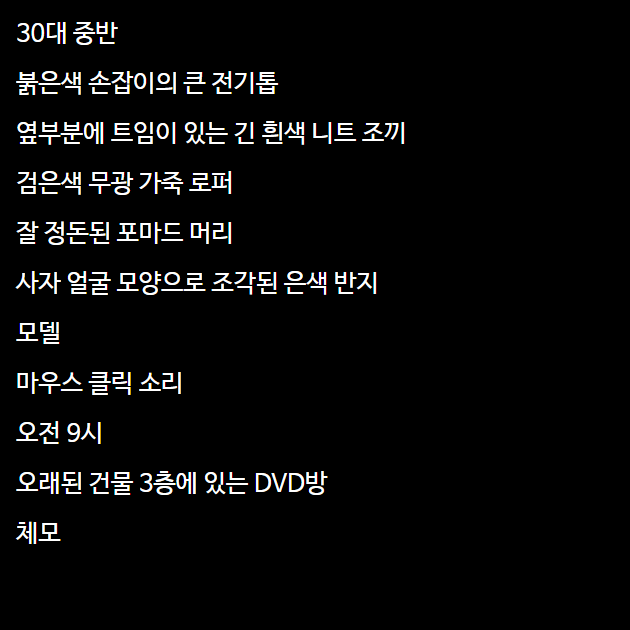 30대 중반
붉은색 손잡이의 큰 전기톱
옆부분에 트임이 있는 긴 흰색 니트 조끼
검은색 무광 가죽 로퍼
잘 정돈된 포마드 머리
사자 얼굴 모양으로 조각된 은색 반지
모델
마우스 클릭 소리
오전 9시
오래된 건물 3층에 있는 DVD방
체모